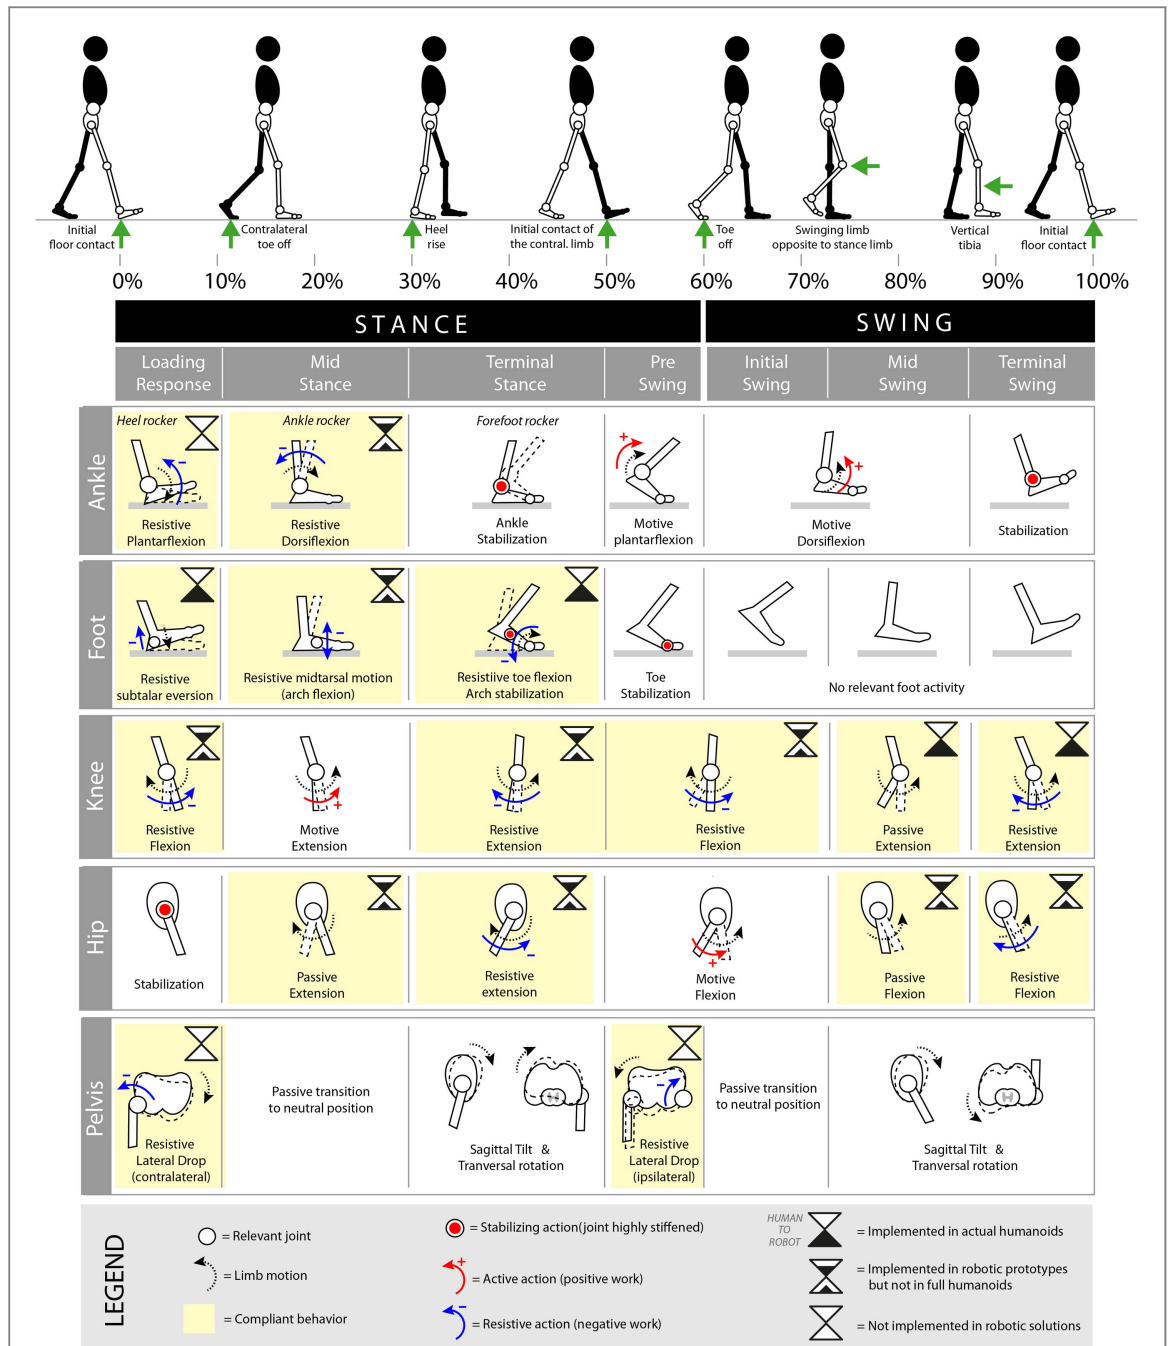 Initial
floor contact
Contralateral
toe off
Heel
rise
Initial contact of
the contral. limb
Toe
off
Swinging limb
opposite to stance limb
Vertical
tibia
Initial
floor contact
0% 10% 20% 30% 40% 50% 60% 70% 80% 90% 100%
STANCE SWING
Loading
Response
Mid
Stance
Terminal
Stance
Pre
Swing
Initial
Swing
Mid
Swing
Terminal
Swing
Ankle
Heel rocker
-
Resistive
Plantarflexion
Ankle rocker
-
Resistive
Dorsiflexion
Forefoot rocker
Ankle
Stabilization
+
Motive
plantarflexion
+
Motive
Dorsiflexion
Stabilization
Foot
-
Resistive
subtalar eversion
-
Resistive midtarsal motion
(arch flexion)
-
Resistiive toe flexion
Arch stabilization
Toe
Stabilization
No relevant foot activity
Knee
-
Resistive
Flexion
+
Motive
Extension
-
Resistive
Extension
-
Resistive
Flexion
Passive
Extension
-
Resistive
Extension
Hip
Stabilization
Passive
Extension
-
Resistive
extension
+
Motive
Flexion
Passive
Flexion
-
Resistive
Flexion
Pelvis
-
Resistive
Lateral Drop
(contralateral)
Passive transition
to neutral position
Sagittal Tilt &
Tranversal rotation
-
Resistive
Lateral Drop
(ipsilateral)
Passive transition
to neutral position
Sagittal Tilt &
Tranversal rotation
LEGEND
= Relevant joint
= Limb motion
= Compliant behavior
= Stabilizing action(joint highly stiffened)
+
= Active action (positive work)
-
= Resistive action (negative work)
HUMAN
TO
ROBOT
= Implemented in actual humanoids
= Implemented in robotic prototypes
but not in full humanoids
= Not implemented in robotic solutions